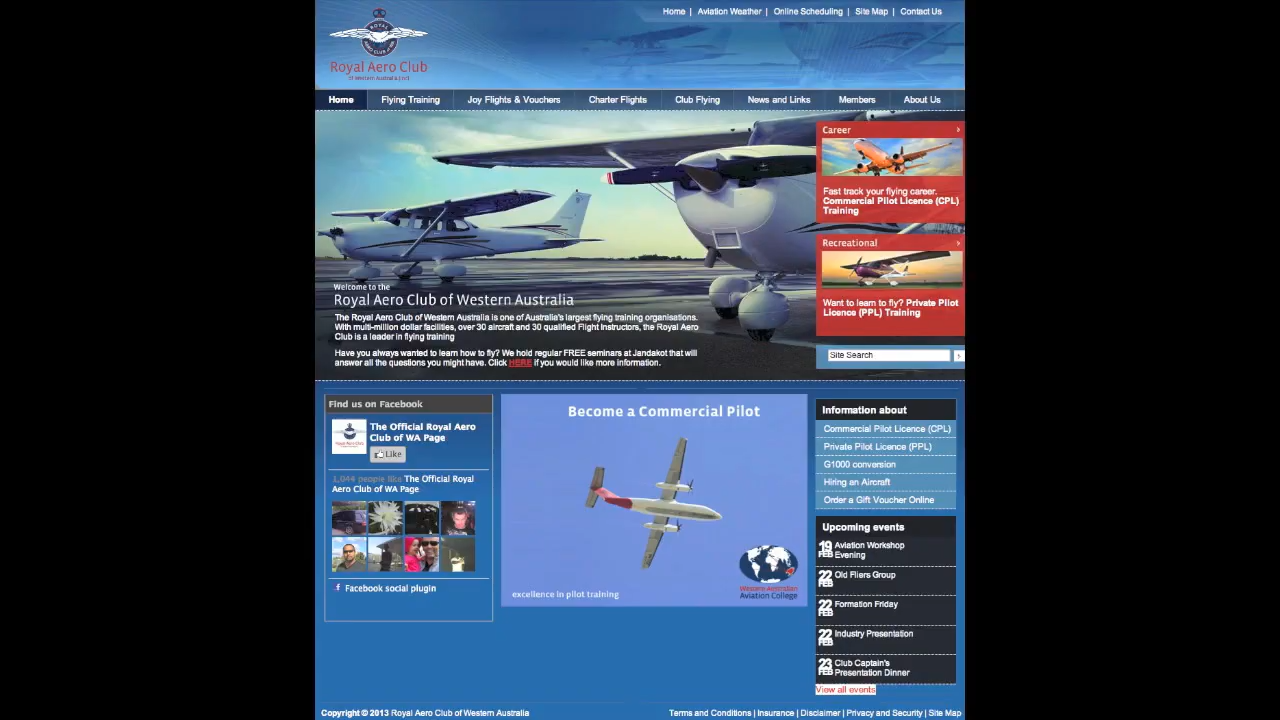 Home | Aviation Weather | Online Scheduling | Site Map | Contact Us
ROYAL
Royal Aero Club
of Western Australia (Inc)
Home Flying Training Joy Flights & Vouchers Charter Flights Club Flying News and Links Members About Us
Career ›
Fast track your flying career.
Commercial Pilot Licence (CPL)
Training
Recreational ›
Want to learn to fly? Private Pilot
Licence (PPL) Training
Site Search ›
Welcome to the
Royal Aero Club of Western Australia
The Royal Aero Club of Western Australia is one of Australia's largest flying training organisations.
With mutli-million dollar facilities, over 30 aircraft and 30 qualified Flight Instructors, the Royal Aero
Club is a leader in flying training
Have you always wanted to learn how to fly? We hold regular FREE seminars at Jandakot that will
answer all the questions you might have. Click HERE if you would like more information.
Find us on Facebook
The Official Royal Aero
Club of WA Page
Like
1,044 people like The Official Royal
Aero Club of WA Page
Facebook social plugin
Become a Commercial Pilot
excellence in pilot training
Western Australian
Aviation College
Information about
Commercial Pilot Licence (CPL)
Private Pilot Licence (PPL)
G1000 conversion
Hiring an Aircraft
Order a Gift Voucher Online
Upcoming events
19 FEB Aviation Workshop
Evening
22 FEB Old Fliers Group
22 FEB Formation Friday
22 FEB Industry Presentation
23 FEB Club Captain's
Presentation Dinner
View all events
Copyright © 2013 Royal Aero Club of Western Australia
Terms and Conditions | Insurance | Disclaimer | Privacy and Security | Site Map